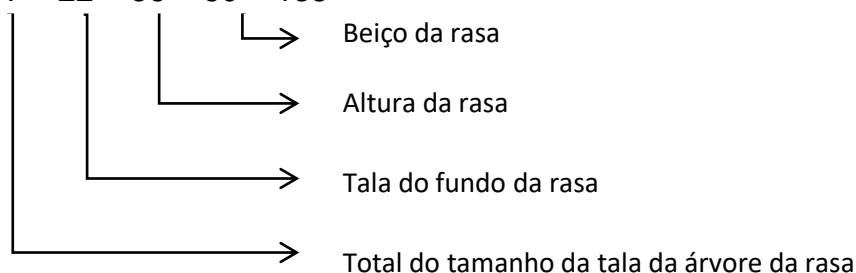 Beiço da rasa
Altura da rasa
Tala do fundo da rasa
Total do tamanho da tala da árvore da rasa